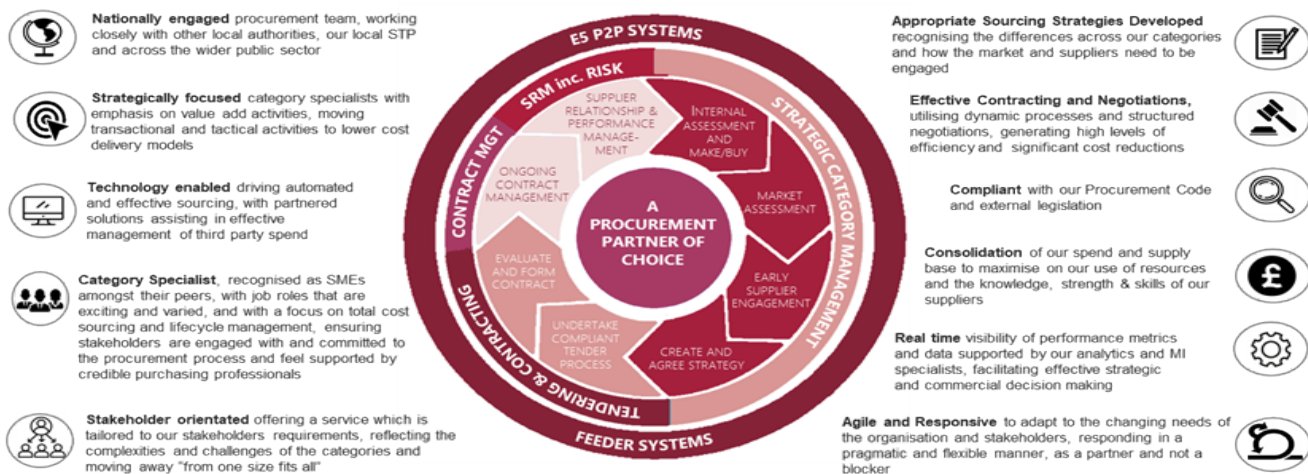 Nationally engaged procurement team, working
closely with other local authorities, our local STP
and across the wider public sector
Strategically focused category specialists with
emphasis on value add activities, moving
transactional and tactical activities to lower cost
delivery models
Technology enabled driving automated
and effective sourcing, with partnered
solutions assisting in effective
management of third party spend
Category Specialist, recognised as SMEs
amongst their peers, with job roles that are
exciting and varied, and with a focus on total cost
sourcing and lifecycle management, ensuring
stakeholders are engaged with and committed
to the procurement process and feel supported by
credible purchasing professionals
Stakeholder orientated offering a service which is
tailored to our stakeholders requirements, reflecting the
complexities and challenges of the categories and
moving away "from one size fits all"
E5 P2P SYSTEMS
SRM inc. RISK
STRATEGIC CATEGORY MANAGEMENT
CONTRACT MGT
TENDERING & CONTRACTING
FEEDER SYSTEMS
SUPPLIER
RELATIONSHIP &
PERFORMANCE
MANAGE-
MENT
INTERNAL
ASSESSMENT
AND
MAKE/BUY
MARKET
ASSESSMENT
EARLY
SUPPLIER
ENGAGEMENT
CREATE AND
AGREE STRATEGY
UNDERTAKE
COMPLIANT
TENDER
PROCESS
EVALUATE
AND FORM
CONTRACT
ONGOING
CONTRACT
MANAGEMENT
A
PROCUREMENT
PARTNER OF
CHOICE
Appropriate Sourcing Strategies Developed
recognising the differences across our categories
and how the market and suppliers need to be
engaged
Effective Contracting and Negotiations,
utilising dynamic processes and structured
negotiations, generating high levels of
efficiency and significant cost reductions
Compliant with our Procurement Code
and external legislation
Consolidation of our spend and supply
base to maximise on our use of resources
and the knowledge, strength & skills of our
suppliers
£
Real time visibility of performance metrics
and data supported by our analytics and MI
specialists, facilitating effective strategic
and commercial decision making
Agile and Responsive to adapt to the changing needs of
the organisation and stakeholders, responding in a
pragmatic and flexible manner, as a partner and not a
blocker